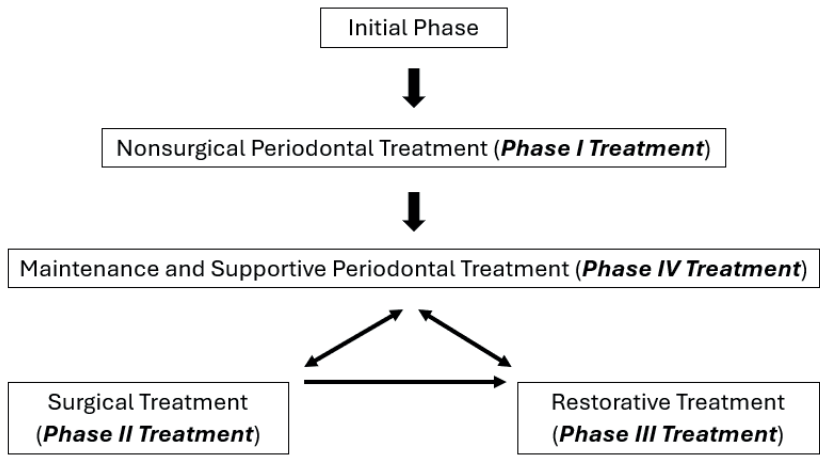 Initial Phase
Nonsurgical Periodontal Treatment (Phase I Treatment)
Maintenance and Supportive Periodontal Treatment (Phase IV Treatment)
Surgical Treatment
(Phase II Treatment)
Restorative Treatment
(Phase III Treatment)